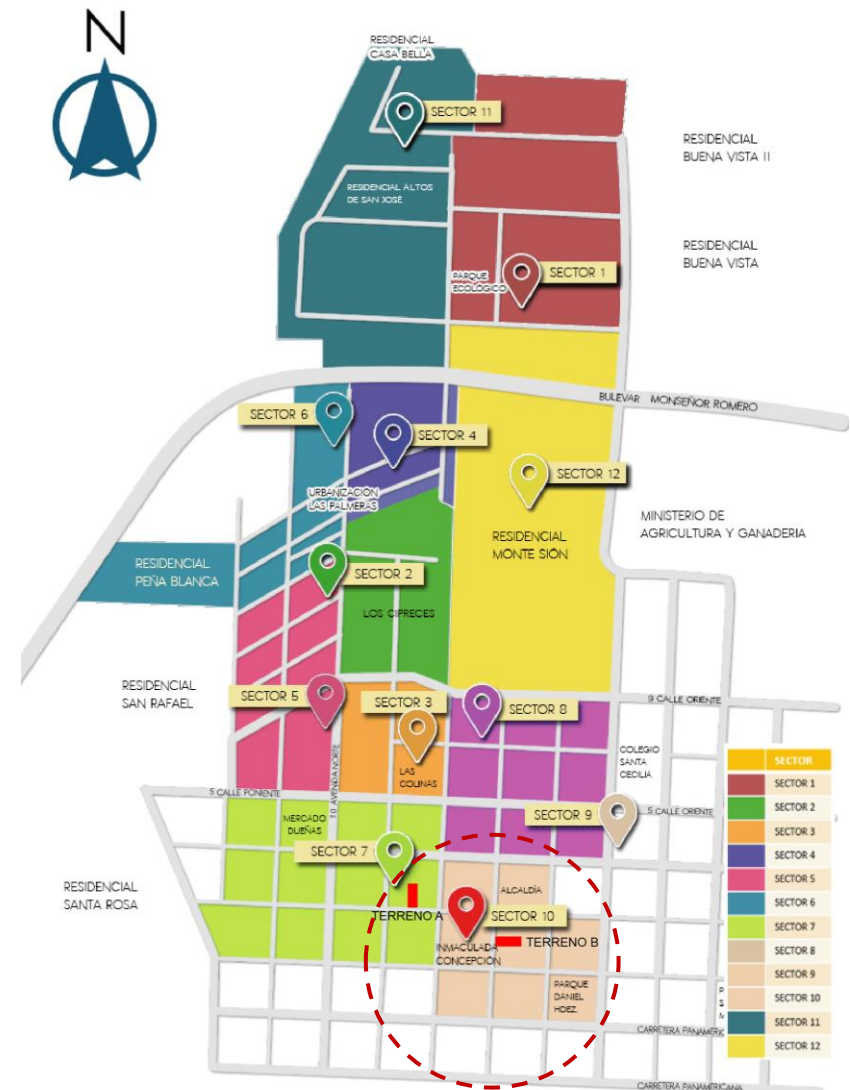 N
RESIDENCIAL
CASA BELLA
SECTOR 11
RESIDENCIAL
BUENA VISTA II
RESIDENCIAL ALTOS
DE SAN JOSÉ
RESIDENCIAL
BUENA VISTA
PARQUE
ECOLÓGICO
SECTOR 1
BULEVAR MONSEÑOR ROMERO
SECTOR 6
SECTOR 4
SECTOR 12
URBANIZACIÓN
LAS PALMERAS
MINISTERIO DE
AGRICULTURA Y GANADERIA
RESIDENCIAL
MONTE SIÓN
RESIDENCIAL
PEÑA BLANCA
SECTOR 2
LOS CIPRECES
RESIDENCIAL
SAN RAFAEL
SECTOR 5
SECTOR 3
SECTOR 8
9 CALLE ORIENTE
10 AVENIDA NORTE
LAS
COLINAS
COLEGIO
SANTA
CECILIA
5 CALLE PONIENTE
MERCADO
DUEÑAS
SECTOR 9
5 CALLE ORIENTE
SECTOR 7
RESIDENCIAL
SANTA ROSA
ALCALDÍA
TERRENO A
SECTOR 10
INMACULADA
CONCEPCIÓN
TERRENO B
PARQUE
DANIEL
HDEZ.
P
S
M
CARRETERA PANAMERIC
CARRETERA PANAMERICANA
SECTOR
SECTOR 1
SECTOR 2
SECTOR 3
SECTOR 4
SECTOR 5
SECTOR 6
SECTOR 7
SECTOR 8
SECTOR 9
SECTOR 10
SECTOR 11
SECTOR 12